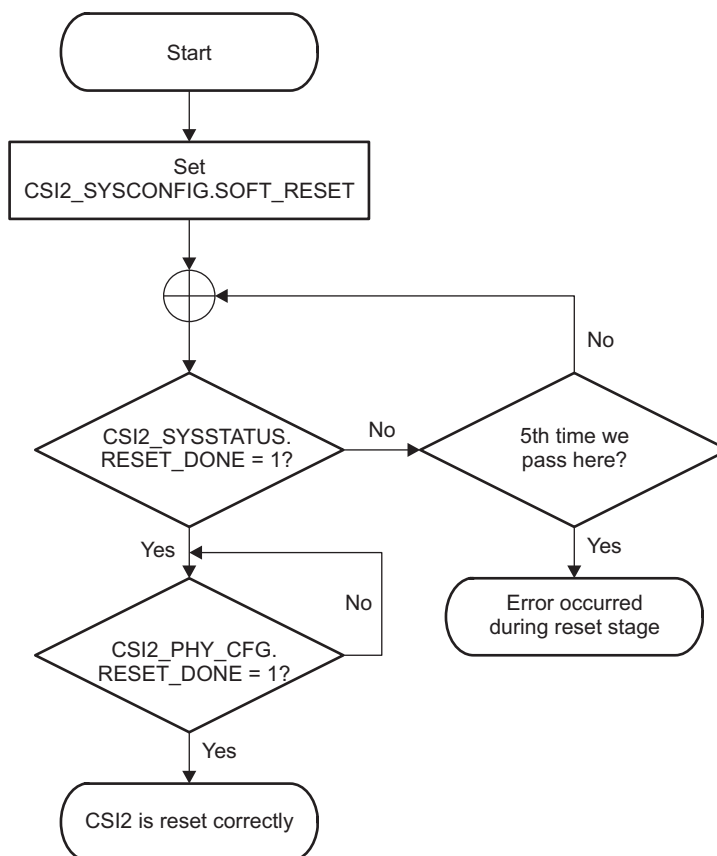 Start
Set
CSI2_SYSCONFIG.SOFT_RESET
No
CSI2_SYSSTATUS.
RESET_DONE = 1?
No
5th time we
pass here?
Yes
Yes
No
Error occurred
during reset stage
CSI2_PHY_CFG.
RESET_DONE = 1?
Yes
CSI2 is reset correctly